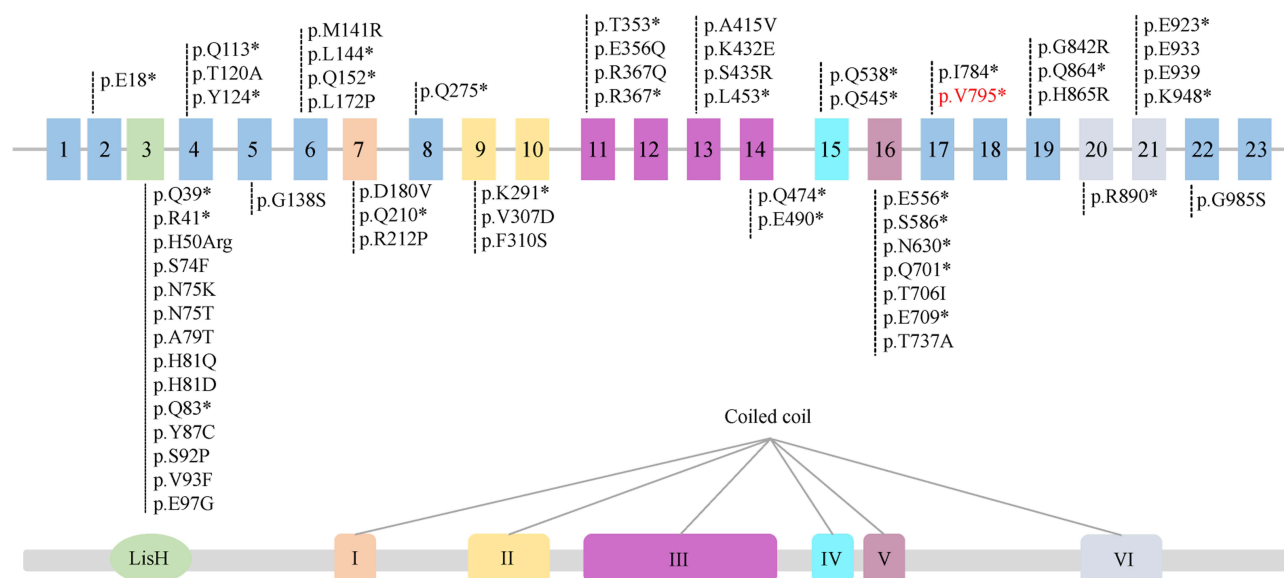 p.E18*
p.Q113*
p.T120A
p.Y124*
p.M141R
p.L144*
p.Q152*
p.L172P
p.Q275*
p.T353*
p.E356Q
p.R367Q
p.R367*
p.A415V
p.K432E
p.S435R
p.L453*
p.Q538*
p.Q545*
p.I784*
p.V795*
p.G842R
p.Q864*
p.H865R
p.E923*
p.E933
p.E939
p.K948*
1 2 3 4 5 6 7 8 9 10 11 12 13 14 15 16 17 18 19 20 21 22 23
p.Q39*
p.R41*
p.H50Arg
p.S74F
p.N75K
p.N75T
p.A79T
p.H81Q
p.H81D
p.Q83*
p.Y87C
p.S92P
p.V93F
p.E97G
p.G138S
p.D180V
p.Q210*
p.R212P
p.K291*
p.V307D
p.F310S
p.Q474*
p.E490*
p.E556*
p.S586*
p.N630*
p.Q701*
p.T706I
p.E709*
p.T737A
p.R890*
p.G985S
Coiled coil
LisH I II III IV V VI